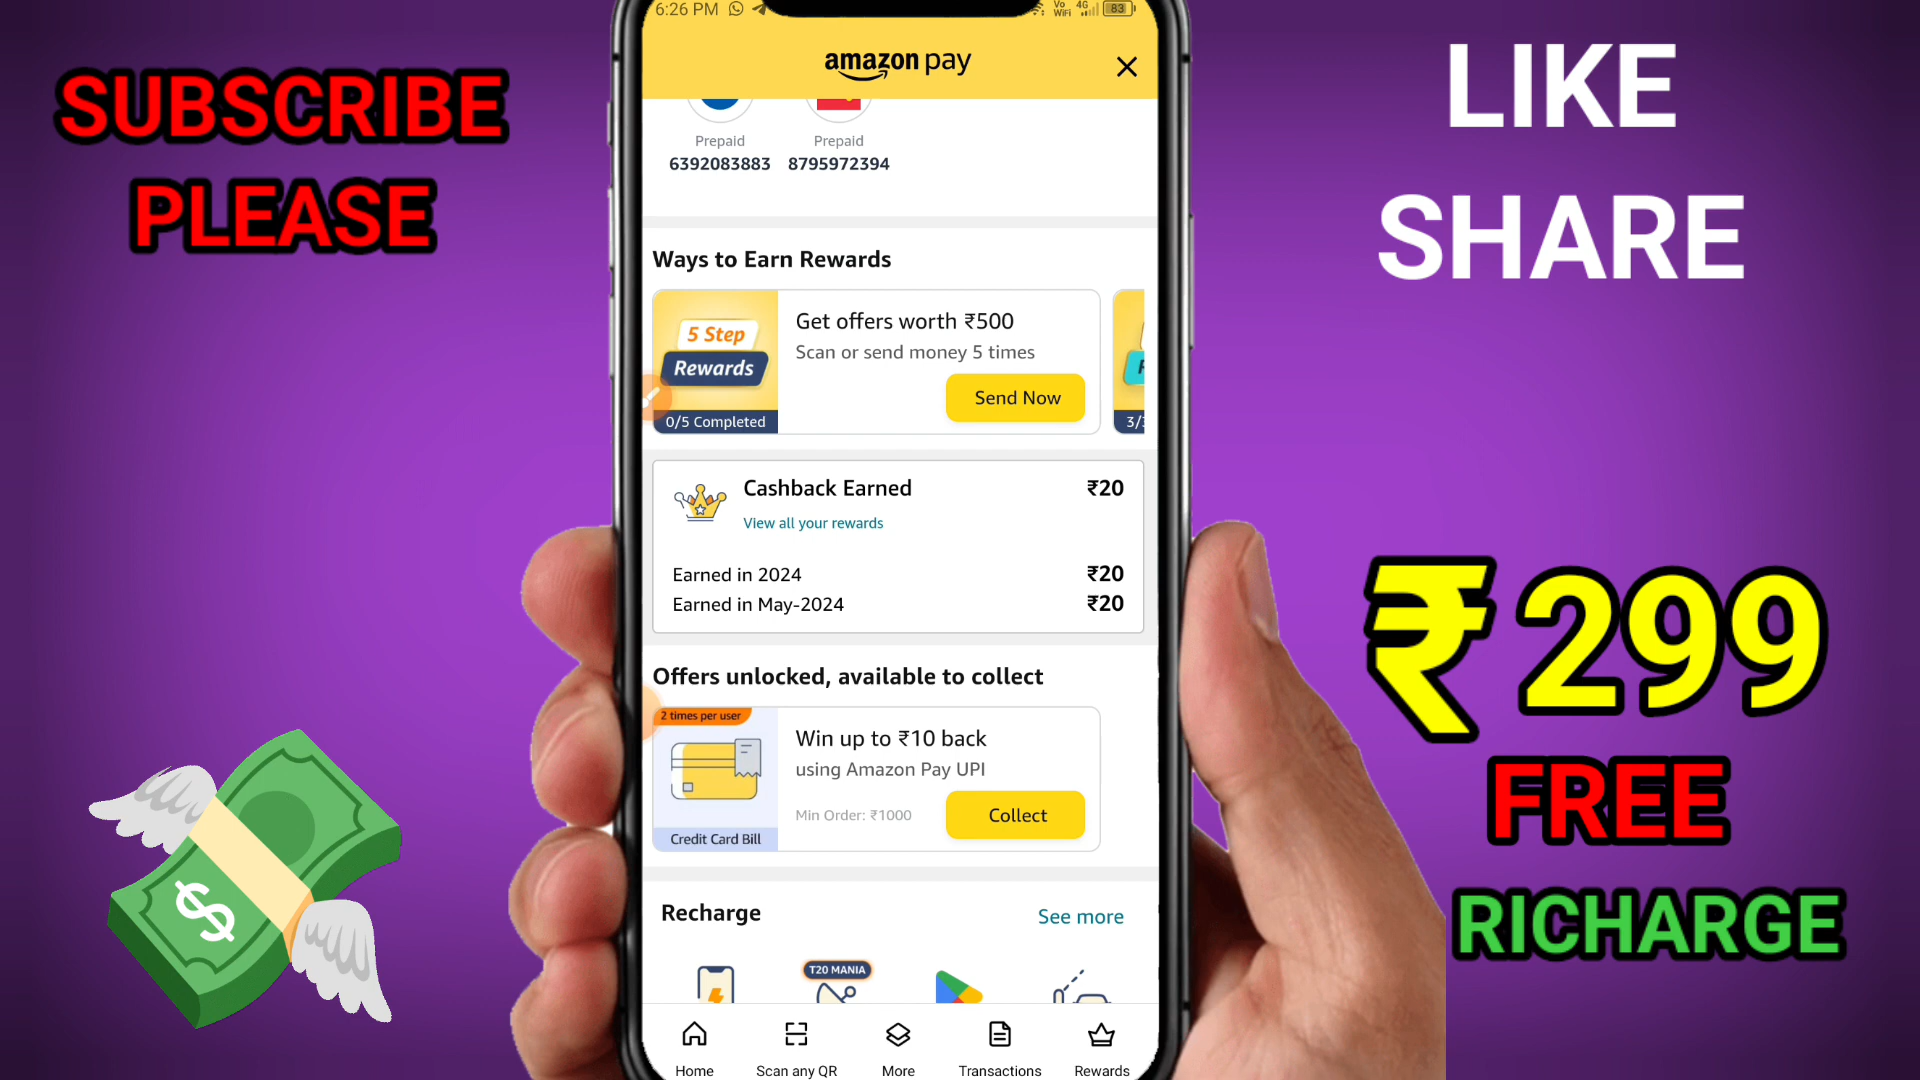 SUBSCRIBE
PLEASE
LIKE
SHARE
₹299
FREE
RICHARGE
6:26 PM
Vo WiFi 4G 83
amazon pay
Prepaid Prepaid
6392083883 8795972394
Ways to Earn Rewards
5 Step
Rewards
0/5 Completed
Get offers worth ₹500
Scan or send money 5 times
Send Now
Cashback Earned ₹20
View all your rewards
Earned in 2024 ₹20
Earned in May-2024 ₹20
Offers unlocked, available to collect
2 times per user
Credit Card Bill
Win up to ₹10 back
using Amazon Pay UPI
Min Order: ₹1000
Collect
Recharge See more
T20 MANIA
Home Scan any QR More Transactions Rewards
$